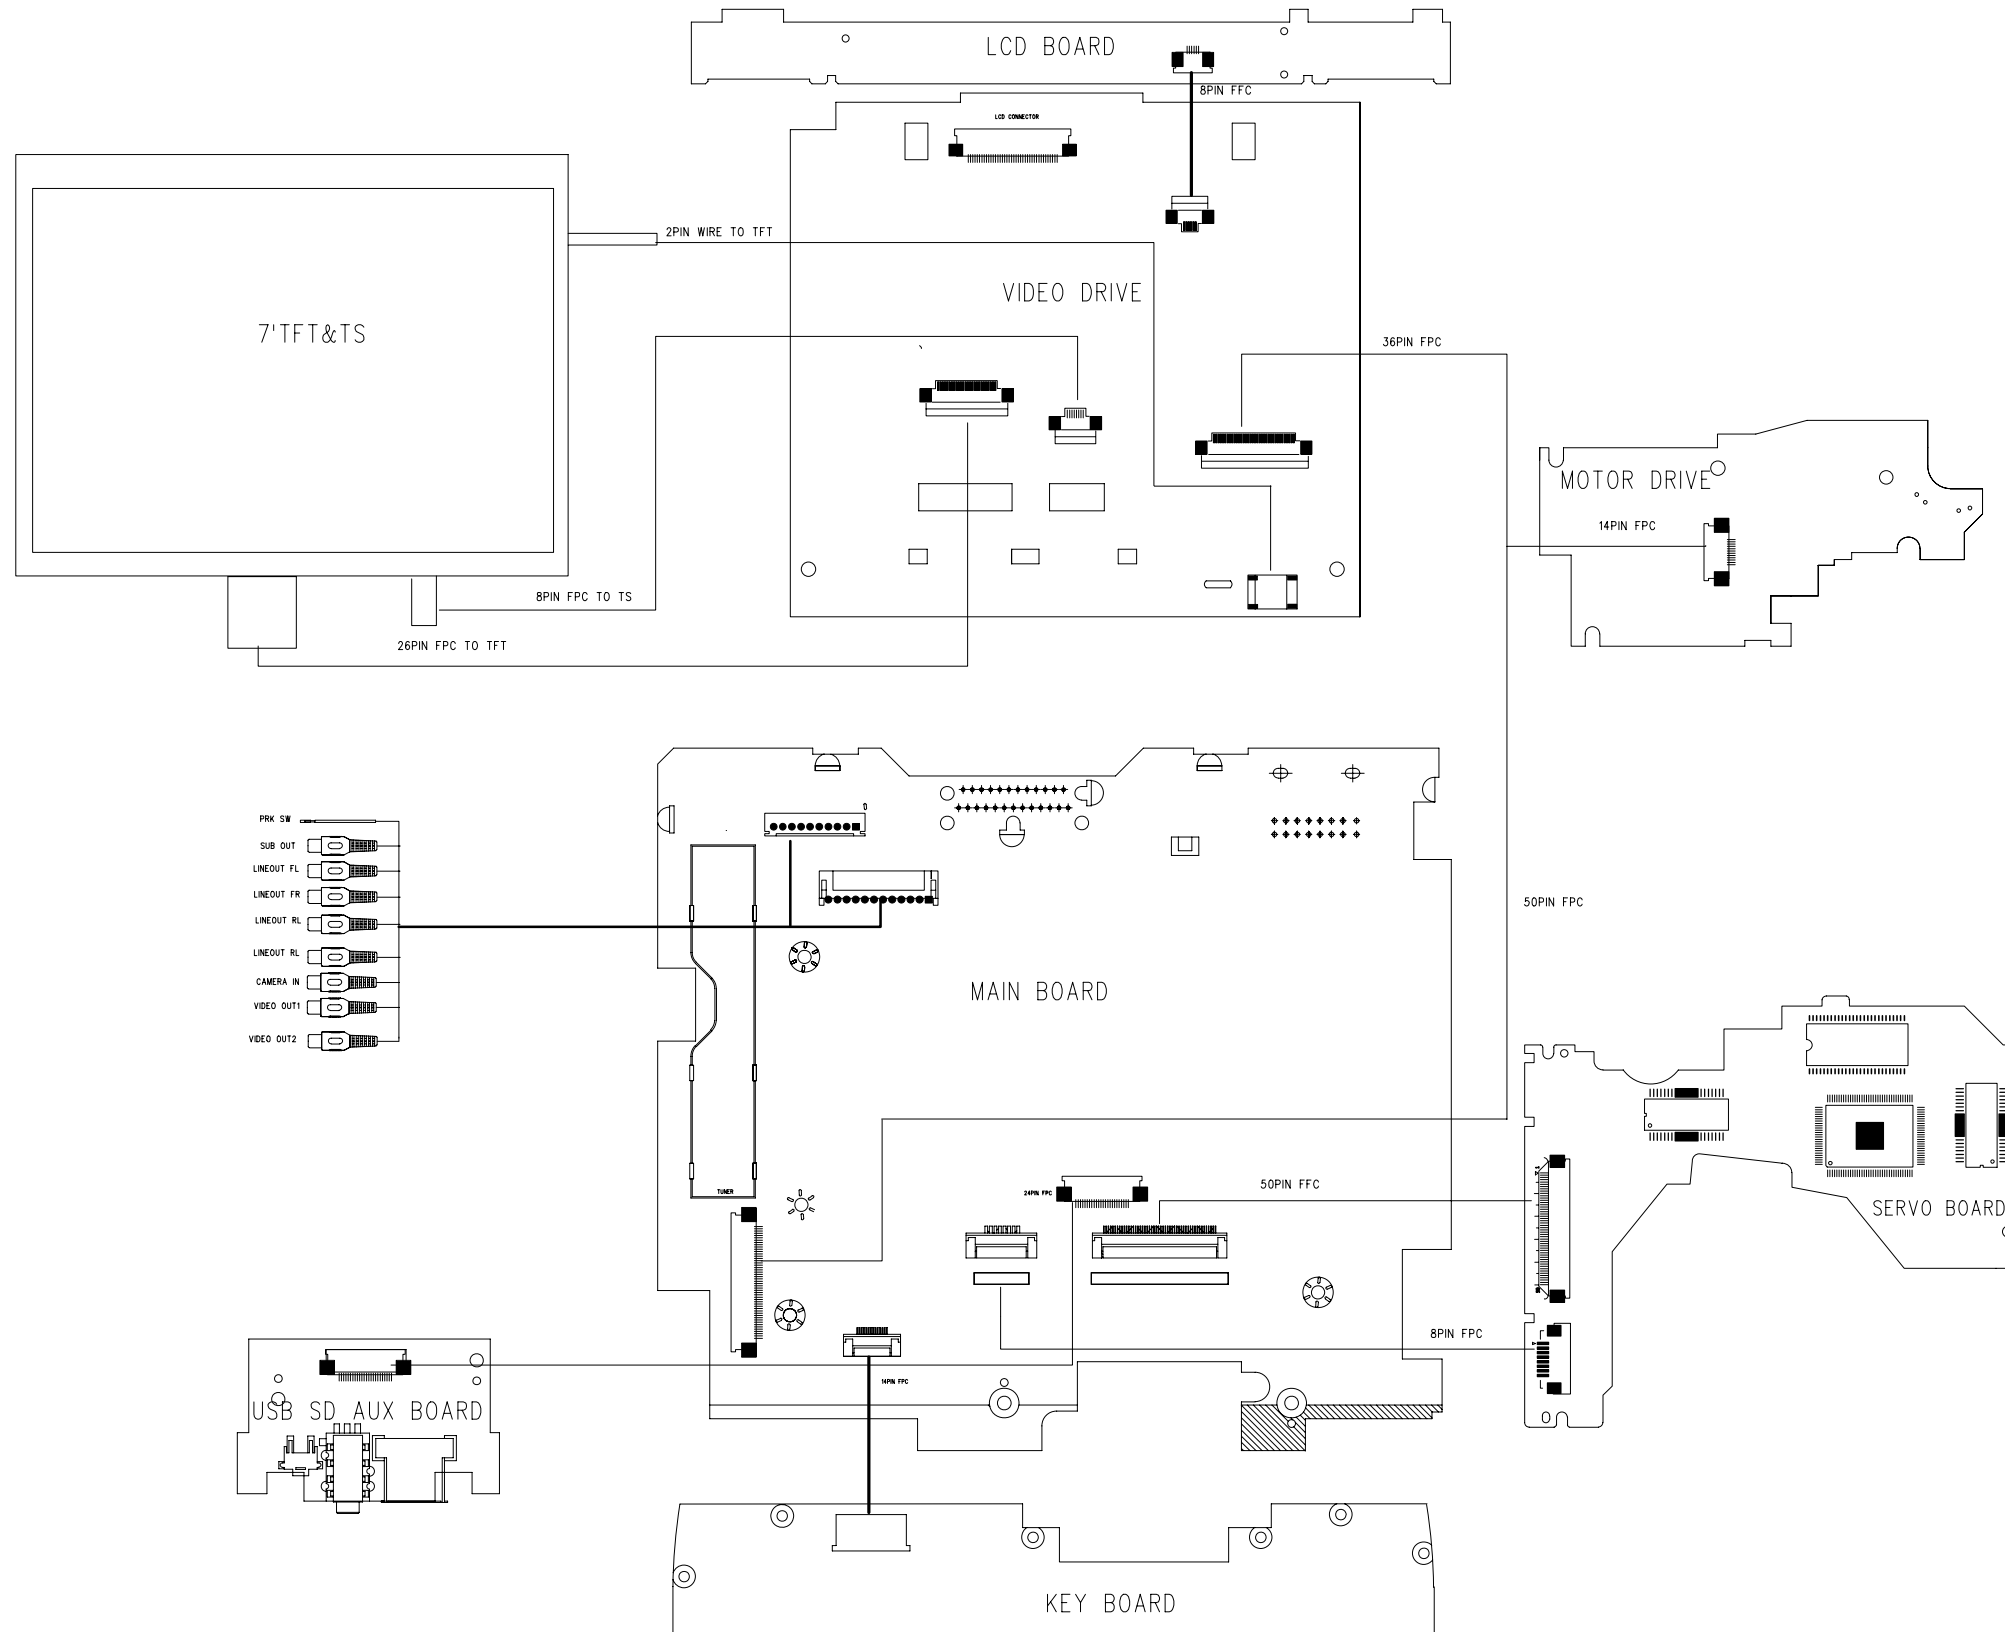 LCD BOARD
8PIN FFC
LCD CONNECTOR
2PIN WIRE TO TFT
VIDEO DRIVE
7'TFT&TS
36PIN FPC
MOTOR DRIVE
14PIN FPC
8PIN FPC TO TS
26PIN FPC TO TFT
PRK SW
SUB OUT
LINEOUT FL
LINEOUT FR
LINEOUT RL
LINEOUT RL
CAMERA IN
VIDEO OUT1
VIDEO OUT2
50PIN FPC
MAIN BOARD
TUNER
24PIN FPC
50PIN FFC
SERVO BOARD
8PIN FPC
14PIN FPC
USB SD AUX BOARD
KEY BOARD